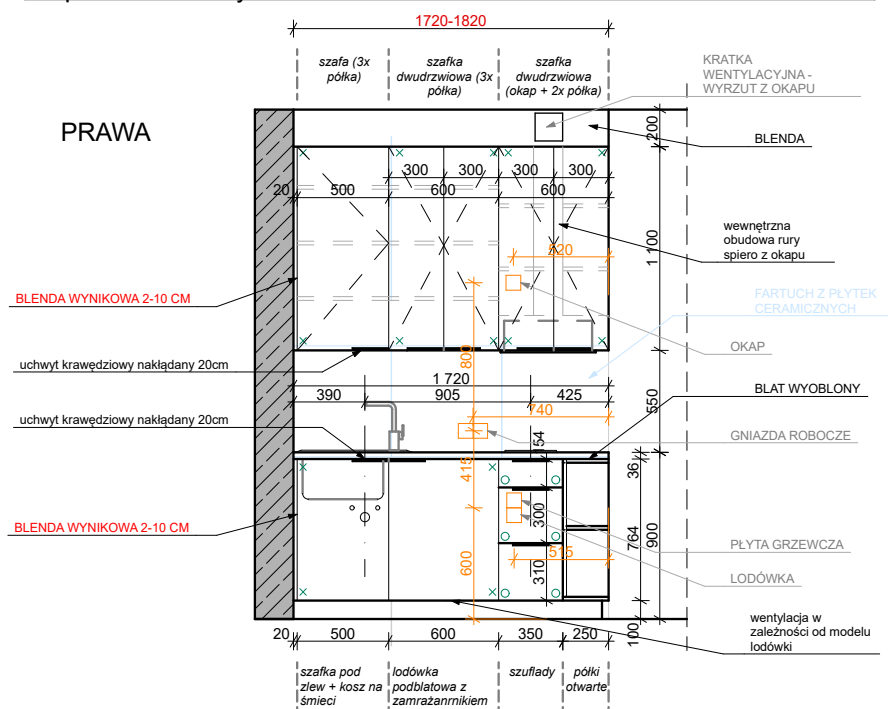 1720-1820
szafa (3x
półka)
szafka
dwudrzwiowa (3x
półka)
szafka
dwudrzwiowa
(okap + 2x półka)
KRATKA
WENTYLACYJNA -
WYRZUT Z OKAPU
PRAWA
200
BLENDA
300 300 300 300
20 500 600 600
1 100
wewnętrzna
obudowa rury
spiero z okapu
520
BLENDA WYNIKOWA 2-10 CM
FARTUCH Z PŁYTEK
CERAMICZNYCH
OKAP
uchwyt krawędziowy nakłądany 20cm
800
1 720
BLAT WYOBLONY
390 905 425
550
740
uchwyt krawędziowy nakłądany 20cm
GNIAZDA ROBOCZE
154
415
36
300
BLENDA WYNIKOWA 2-10 CM
764
900
PŁYTA GRZEWCZA
515
600
310
LODÓWKA
wentylacja w
zależności od modelu
lodówki
100
20 500 600 350 250
szafka pod
zlew + kosz na
śmieci
lodówka
podblatowa z
zamrażanrnikiem
szuflady
półki
otwarte